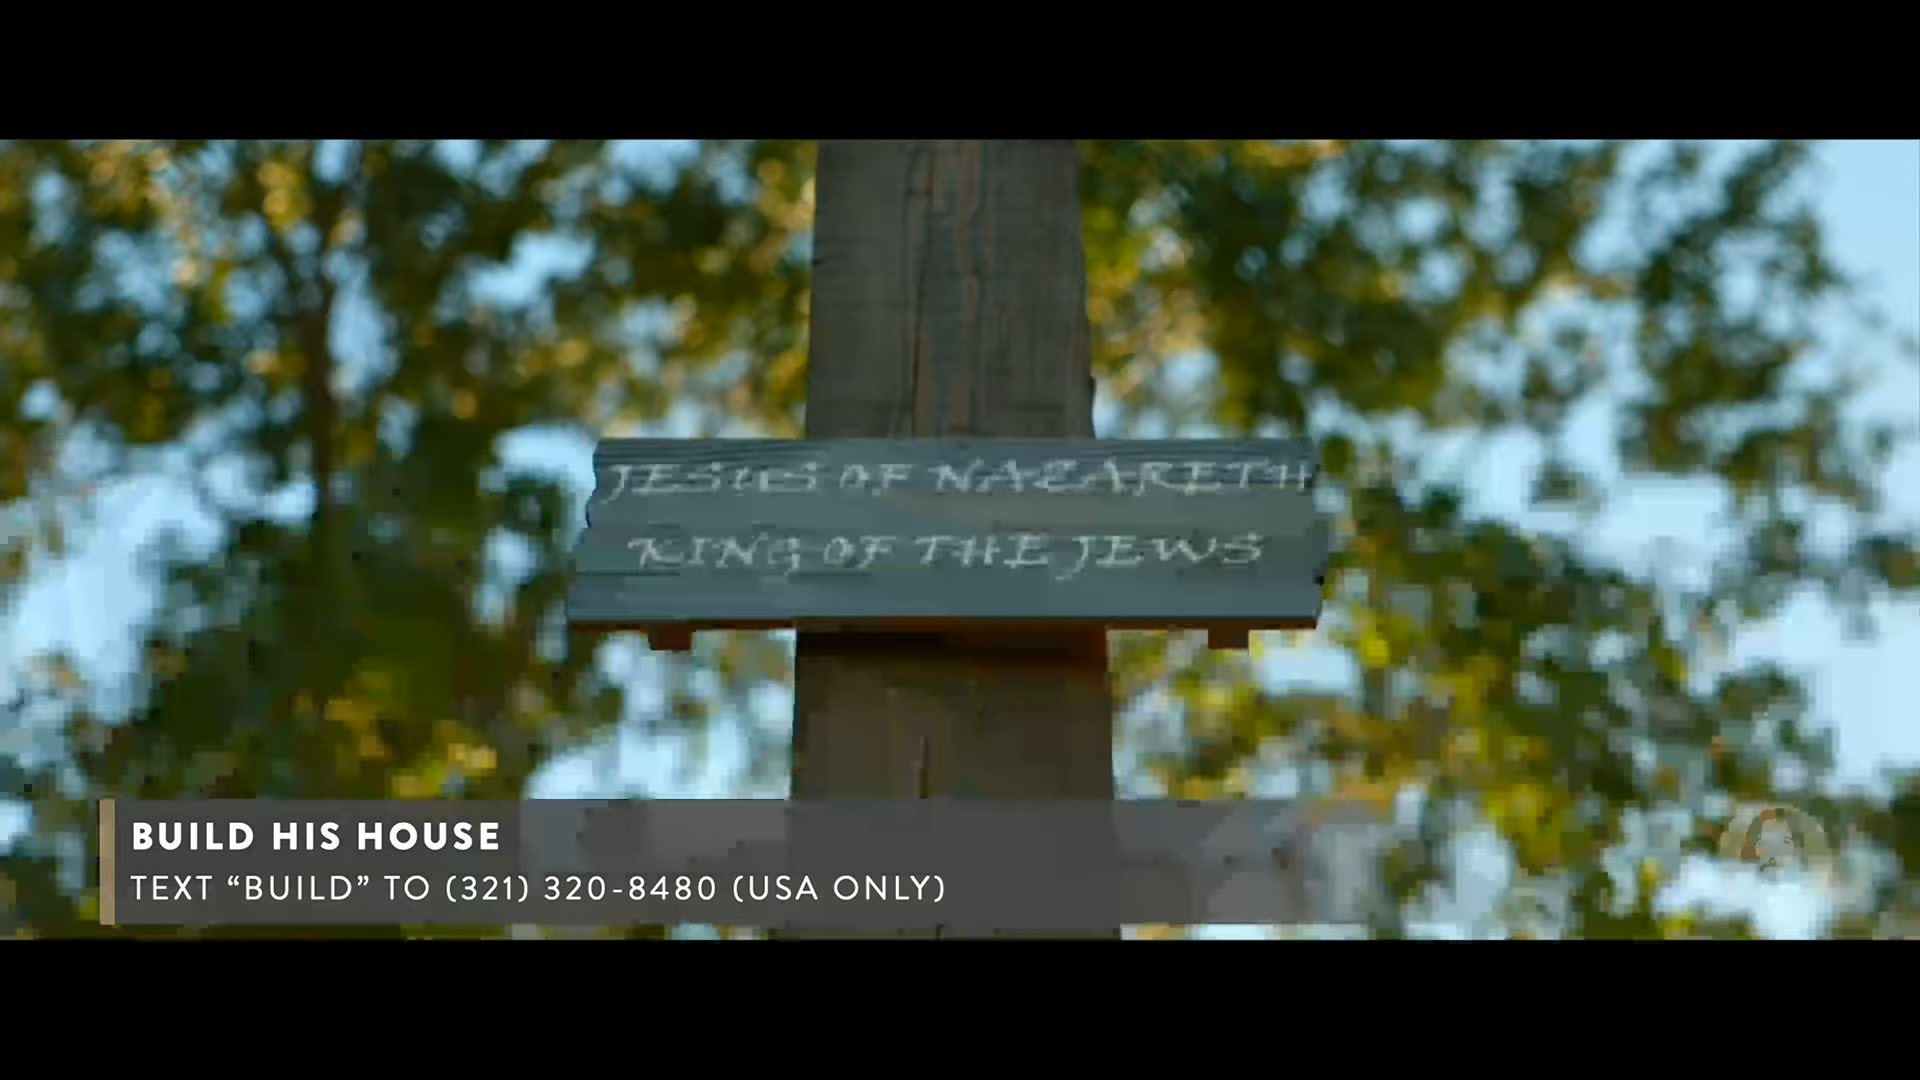 JESUS OF NAZARETH
KING OF THE JEWS
BUILD HIS HOUSE
TEXT “BUILD” TO (321) 320-8480 (USA ONLY)